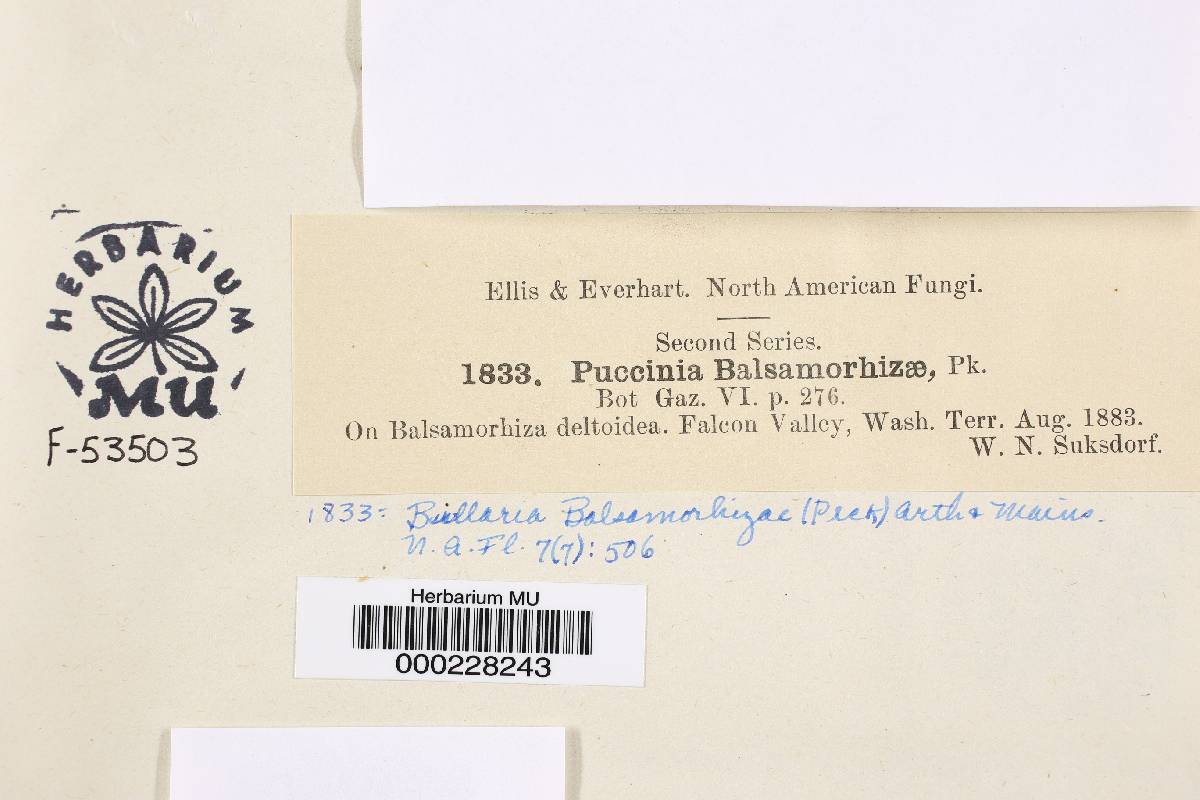 HERBARIUM
MU
F-53503
Ellis & Everhart. North American Fungi.
Second Series.
1833. Puccinia Balsamorhizæ, Pk.
Bot Gaz. VI. p. 276.
On Balsamorhiza deltoidea. Falcon Valley, Wash. Terr. Aug. 1883.
W. N. Suksdorf.
1833= Bullaria Balsamorhizae (Peck) Arth & Mains.
N. A. Fl. 7(7): 506
Herbarium MU
000228243